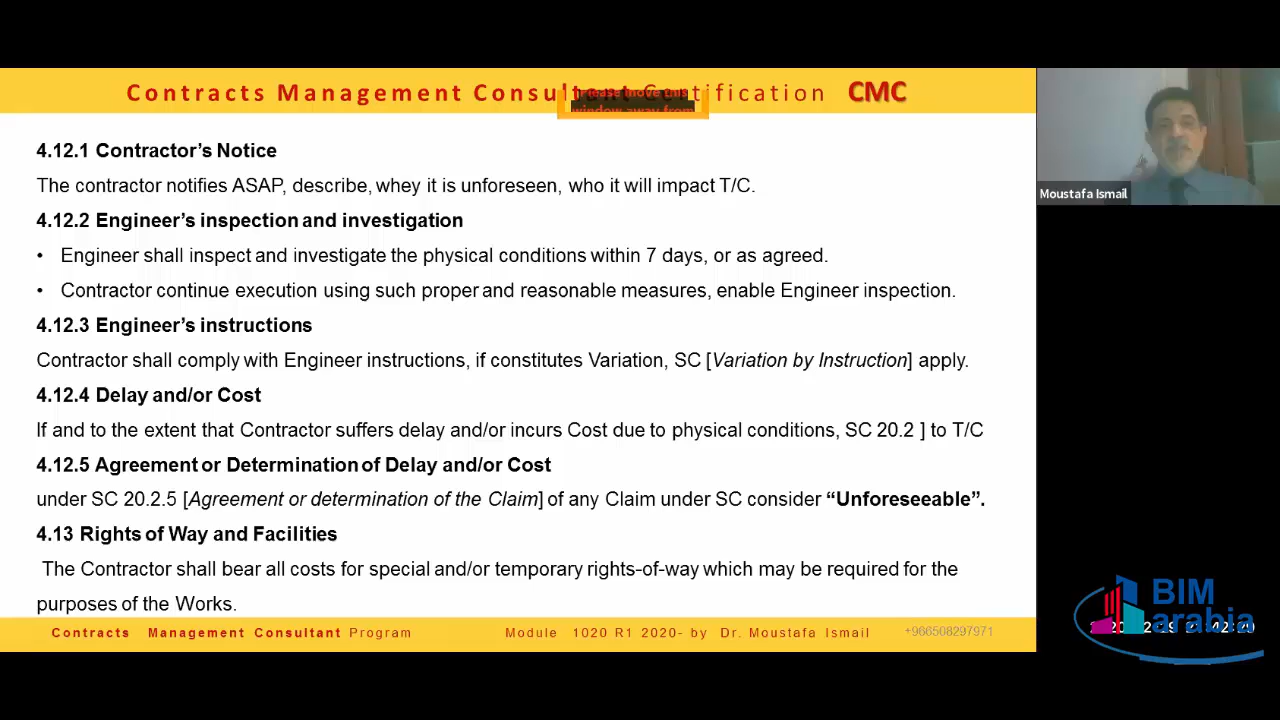 Contracts Management Consultant Certification CMC
Please move this
window away from
4.12.1 Contractor's Notice
The contractor notifies ASAP, describe, whey it is unforeseen, who it will impact T/C.
4.12.2 Engineer's inspection and investigation
• Engineer shall inspect and investigate the physical conditions within 7 days, or as agreed.
• Contractor continue execution using such proper and reasonable measures, enable Engineer inspection.
4.12.3 Engineer's instructions
Contractor shall comply with Engineer instructions, if constitutes Variation, SC [Variation by Instruction] apply.
4.12.4 Delay and/or Cost
If and to the extent that Contractor suffers delay and/or incurs Cost due to physical conditions, SC 20.2 ] to T/C
4.12.5 Agreement or Determination of Delay and/or Cost
under SC 20.2.5 [Agreement or determination of the Claim] of any Claim under SC consider “Unforeseeable”.
4.13 Rights of Way and Facilities
The Contractor shall bear all costs for special and/or temporary rights-of-way which may be required for the
purposes of the Works.
Contracts Management Consultant Program Module 1020 R1 2020- by Dr. Moustafa Ismail +966508297971
Moustafa Ismail
BIM
arabia